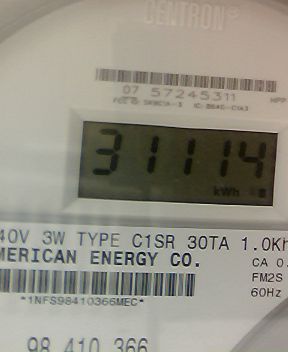 CENTRON®
07 57245311
31114
kWh
40V 3W TYPE C1SR 30TA 1.0Kh
MERICAN ENERGY CO.
CA 0.
FM2S
60Hz
*1NFS98410366MEC*
98 410 366